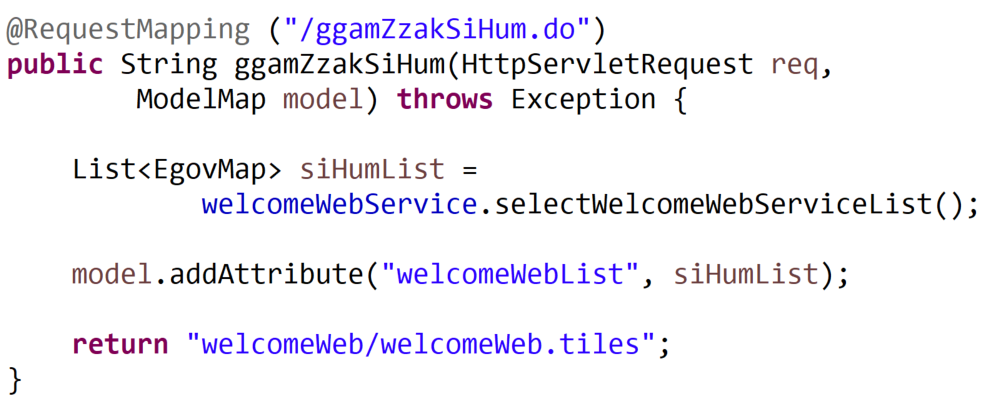 @RequestMapping ("/ggamZzakSiHum.do")
public String ggamZzakSiHum(HttpServletRequest req,
        ModelMap model) throws Exception {
    List<EgovMap> siHumList =
            welcomeWebService.selectWelcomeWebServiceList();
    model.addAttribute("welcomeWebList", siHumList);
    return "welcomeWeb/welcomeWeb.tiles";
}